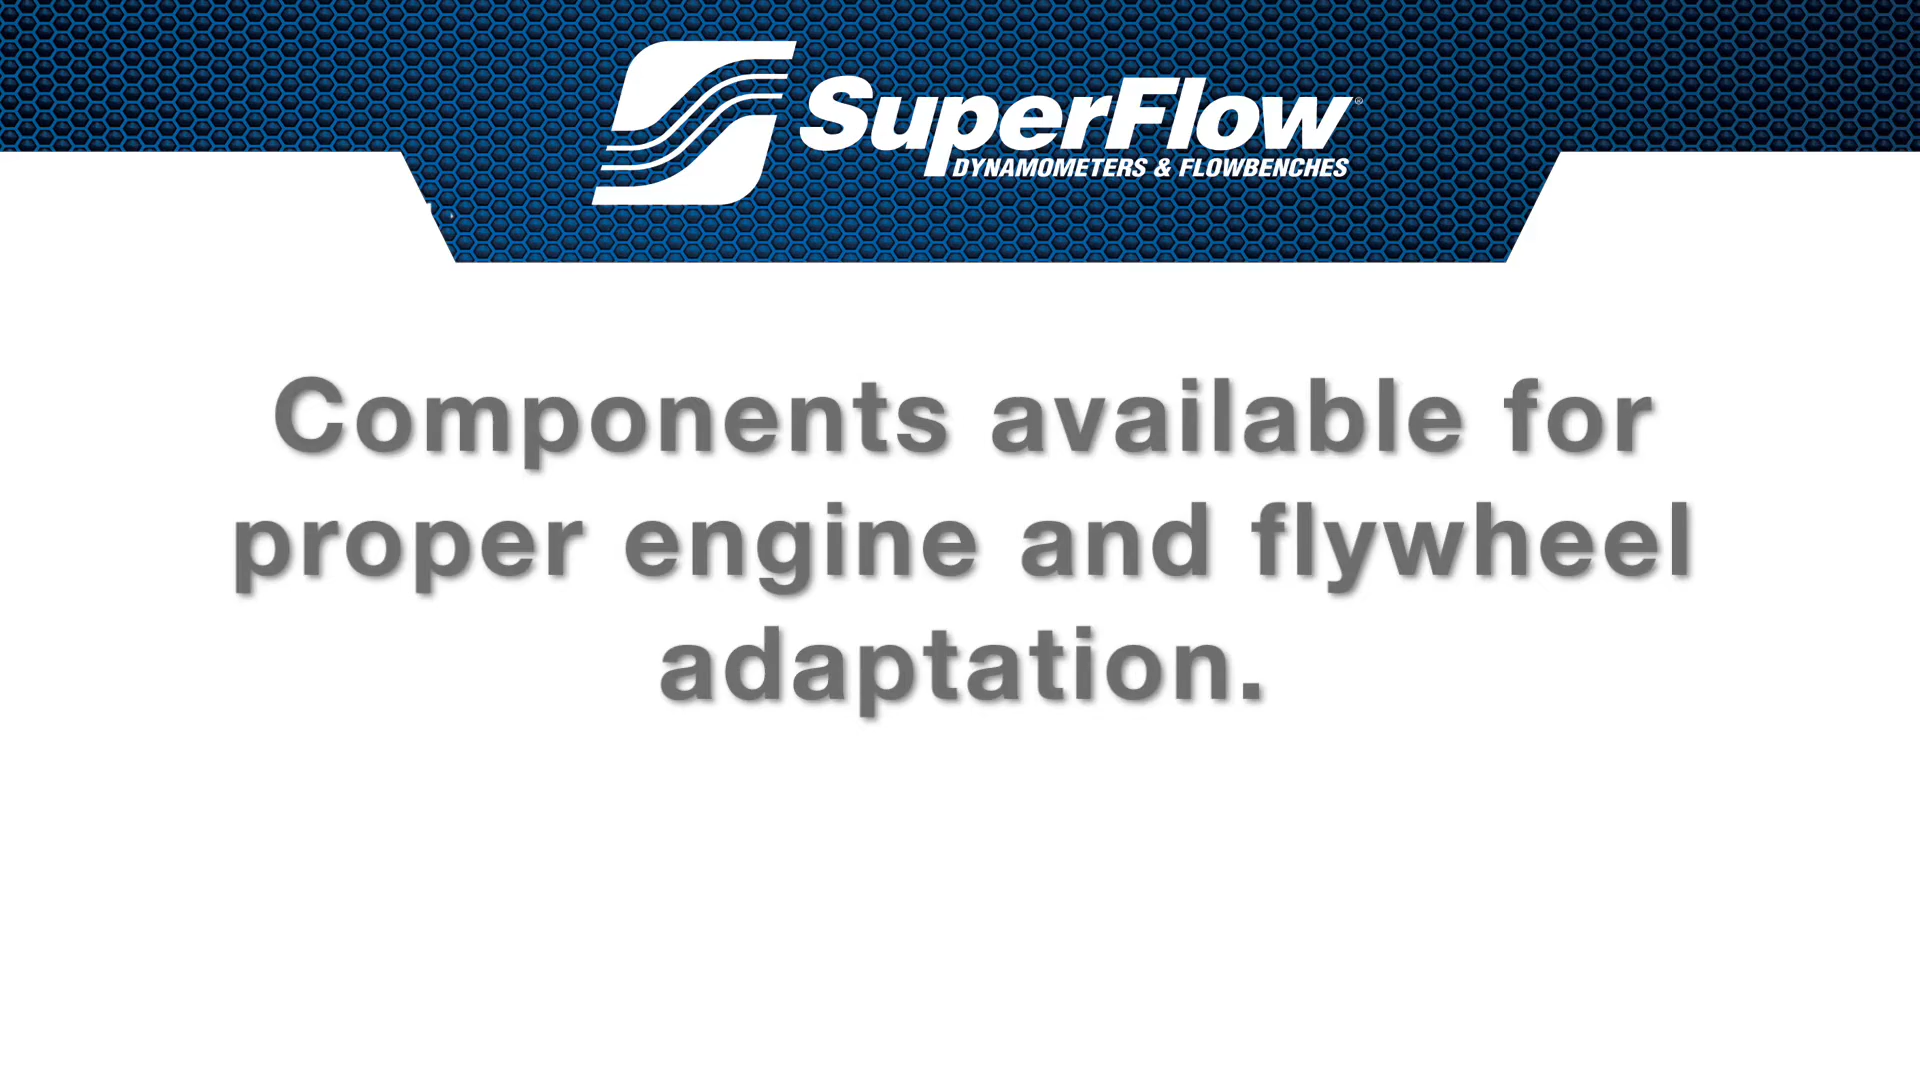 SuperFlow®
DYNAMOMETERS & FLOWBENCHES
Components available for
proper engine and flywheel
adaptation.